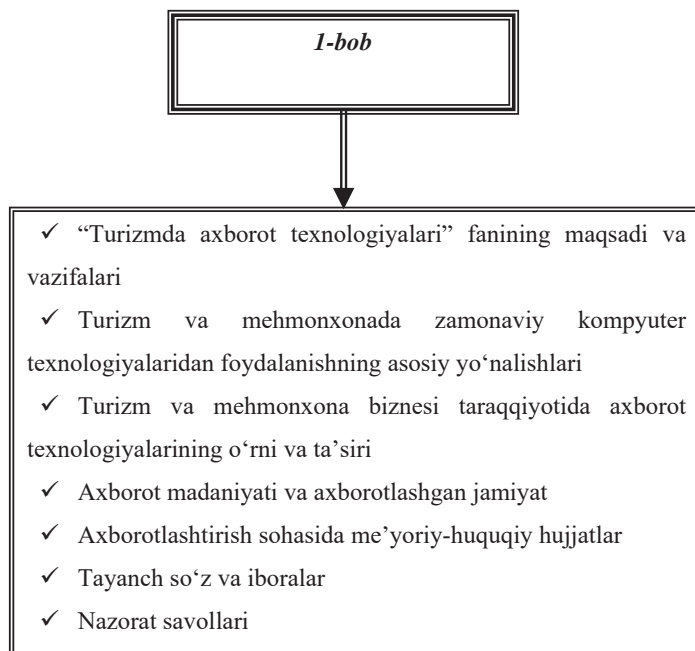 1-bob
✓ “Turizmda axborot texnologiyalari” fanining maqsadi va
vazifalari
✓ Turizm va mehmonxonada zamonaviy kompyuter
texnologiyalaridan foydalanishning asosiy yo‘nalishlari
✓ Turizm va mehmonxona biznesi taraqqiyotida axborot
texnologiyalarining o‘rni va ta’siri
✓ Axborot madaniyati va axborotlashgan jamiyat
✓ Axborotlashtirish sohasida me’yoriy-huquqiy hujjatlar
✓ Tayanch so‘z va iboralar
✓ Nazorat savollari